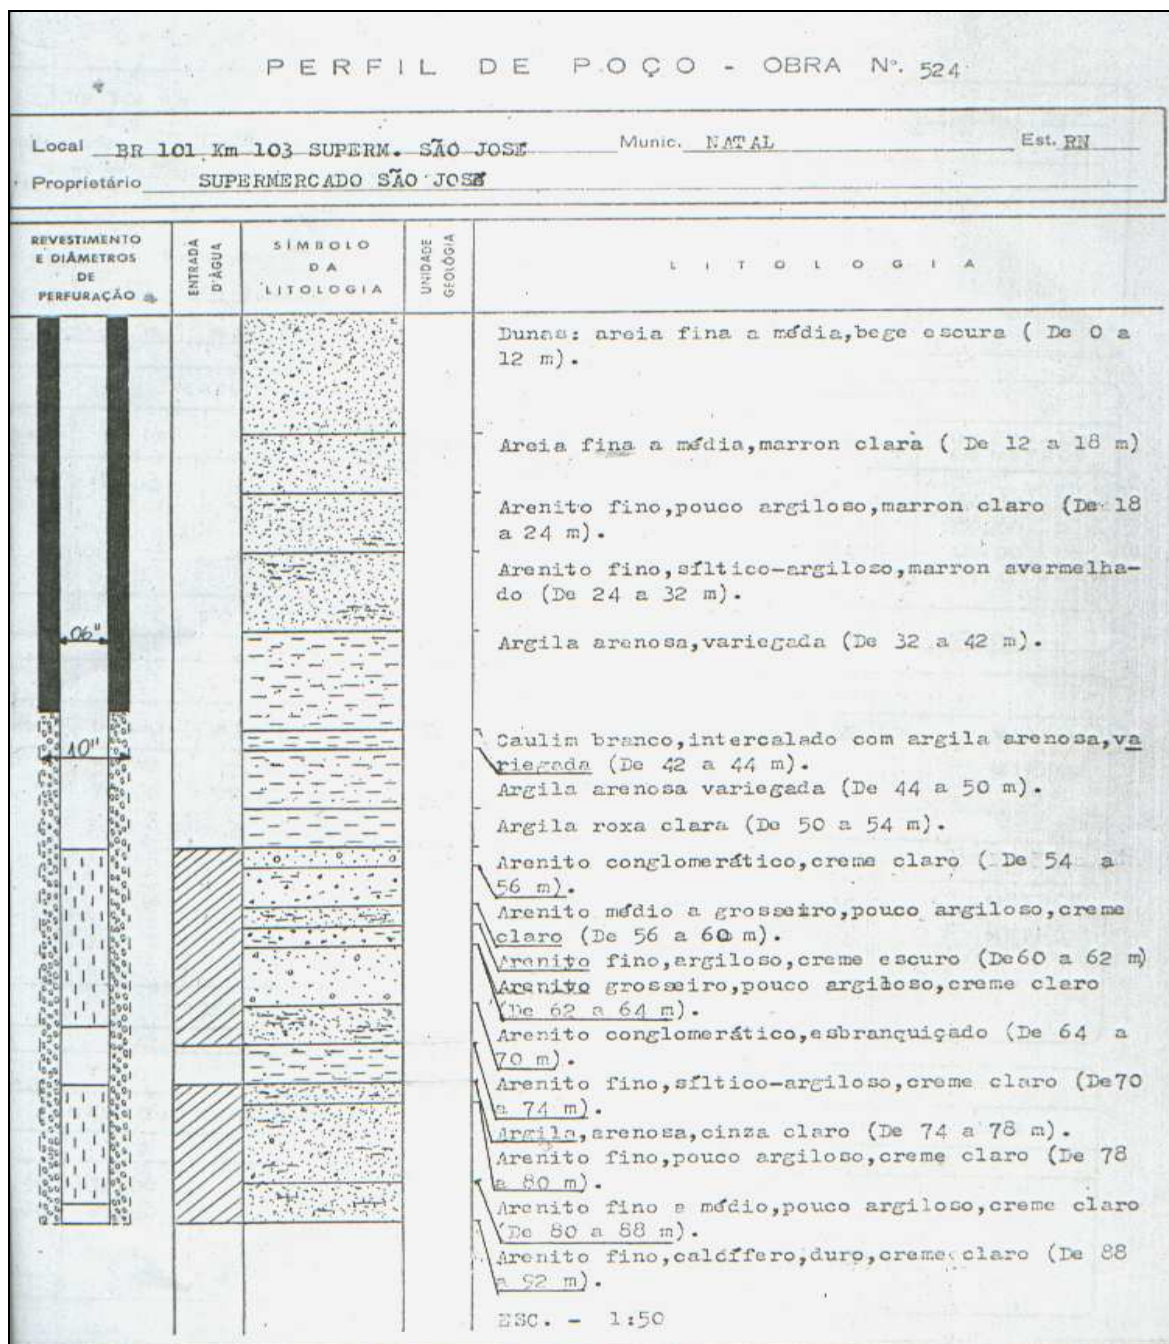 PERFIL DE POÇO - OBRA Nº. 524
Local BR 101 Km 103 SUPERM. SÃO JOSE Munic. NATAL Est. RN
Proprietário SUPERMERCADO SÃO JOSE
REVESTIMENTO
E DIÂMETROS
DE
PERFURAÇÃO
ENTRADA
D'ÀGUA
SÍMBOLO
DA
LITOLOGIA
UNIDADE
GEOLÓGIA
LITOLOGIA
Dunas: areia fina a média,bege escura ( De 0 a
12 m).
Areia fina a média,marron clara ( De 12 a 18 m)
Arenito fino,pouco argiloso,marron claro (De 18
a 24 m).
Arenito fino,síltico-argiloso,marron avermelha-
do (De 24 a 32 m).
06"
Argila arenosa,variegada (De 32 a 42 m).
10"
Caulim branco,intercalado com argila arenosa,va
riegada (De 42 a 44 m).
Argila arenosa variegada (De 44 a 50 m).
Argila roxa clara (De 50 a 54 m).
Arenito conglomerático,creme claro ( De 54 a
56 m).
Arenito médio a grosseiro,pouco argiloso,creme
claro (De 56 a 60 m).
Arenito fino,argiloso,creme escuro (De60 a 62 m)
Arenito grosseiro,pouco argiloso,creme claro
(De 62 a 64 m).
Arenito conglomerático,esbranquiçado (De 64 a
70 m).
Arenito fino,síltico-argiloso,creme claro (De70
a 74 m).
Argila,arenosa,cinza claro (De 74 a 78 m).
Arenito fino,pouco argiloso,creme claro (De 78
a 80 m).
Arenito fino e médio,pouco argiloso,creme claro
(De 80 a 88 m).
Arenito fino,calcífero,duro,creme claro (De 88
a 92 m).
ESC. - 1:50